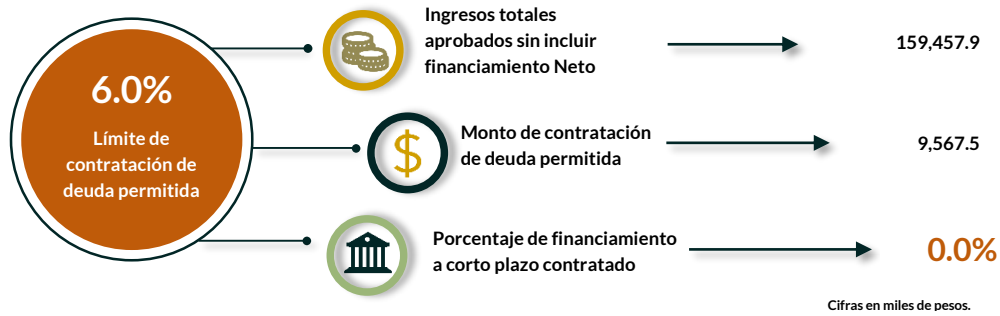 6.0%
Límite de
contratación de
deuda permitida
Ingresos totales
aprobados sin incluir
financiamiento Neto
159,457.9
$
Monto de contratación
de deuda permitida
9,567.5
Porcentaje de financiamiento
a corto plazo contratado
0.0%
Cifras en miles de pesos.